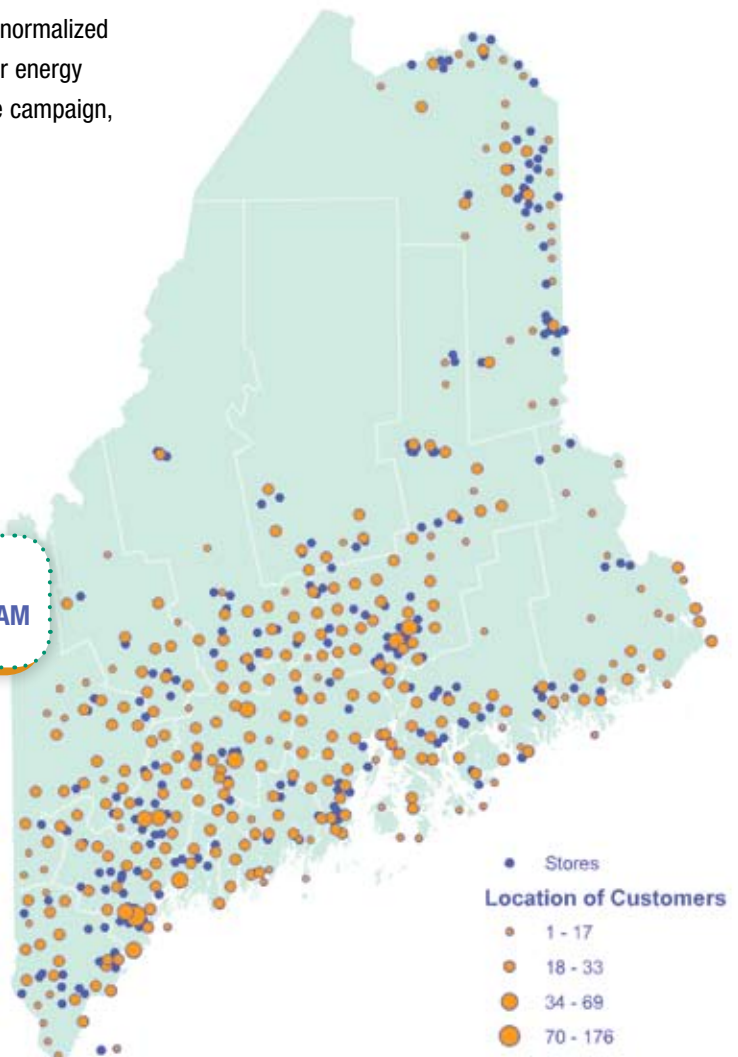 normalized
r energy
e campaign,
AM
Stores
Location of Customers
1 - 17
18 - 33
34 - 69
70 - 176